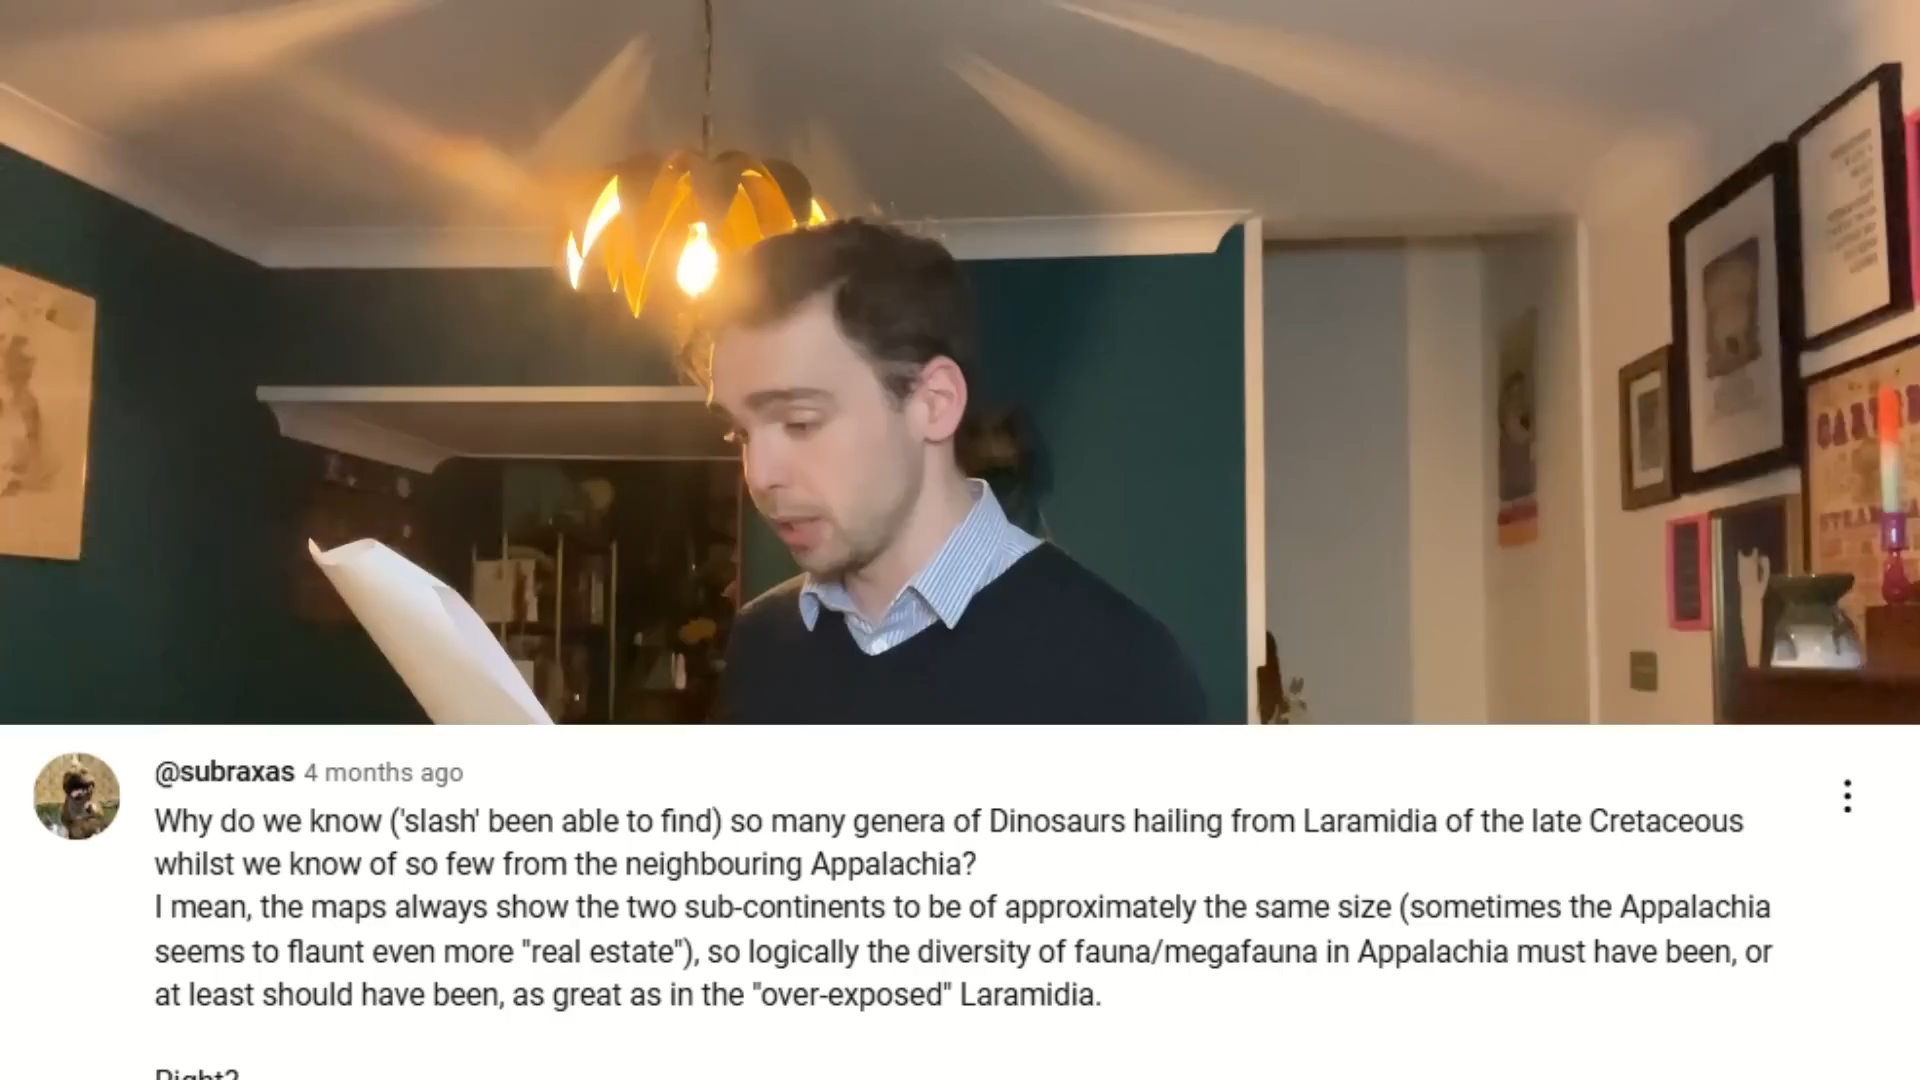 @subraxas 4 months ago
Why do we know ('slash' been able to find) so many genera of Dinosaurs hailing from Laramidia of the late Cretaceous
whilst we know of so few from the neighbouring Appalachia?
I mean, the maps always show the two sub-continents to be of approximately the same size (sometimes the Appalachia
seems to flaunt even more "real estate"), so logically the diversity of fauna/megafauna in Appalachia must have been, or
at least should have been, as great as in the "over-exposed" Laramidia.
Right?